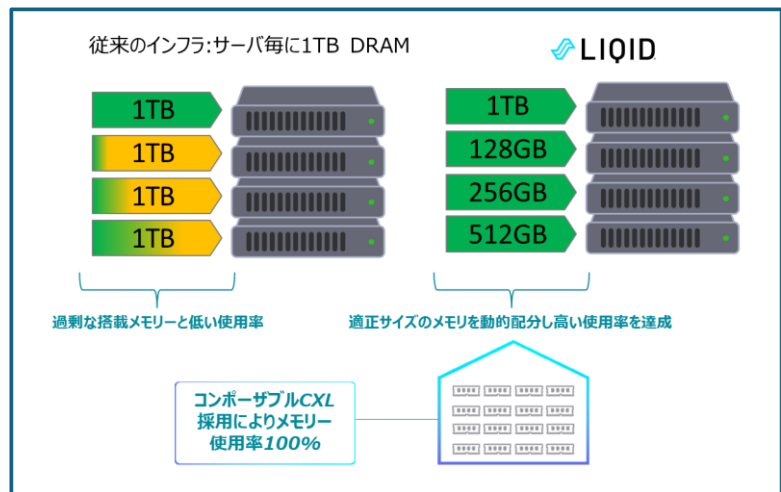 従来のインフラ:サーバ毎に1TB DRAM
LIQID
1TB
1TB
1TB
1TB
1TB
128GB
256GB
512GB
過剰な搭載メモリーと低い使用率
適正サイズのメモリを動的配分し高い使用率を達成
コンポーザブルCXL
採用によりメモリー
使用率100%